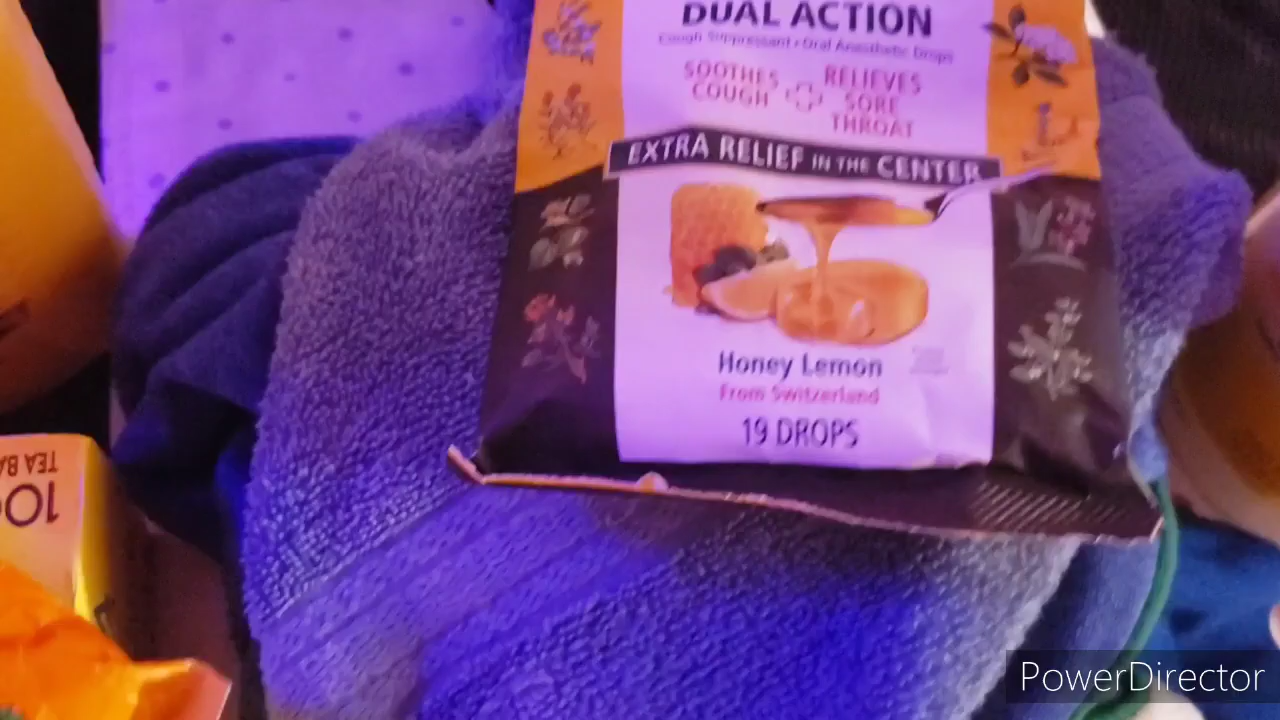 DUAL ACTION
Cough Suppressant • Oral Anesthetic Drops
SOOTHES COUGH
RELIEVES SORE THROAT
EXTRA RELIEF IN THE CENTER
Honey Lemon
From Switzerland
19 DROPS
TEA BA
100
PowerDirector